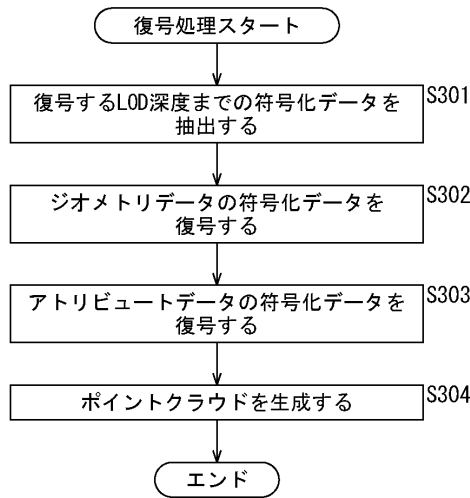 復号処理スタート
復号するLOD深度までの符号化データを
抽出する
S301
ジオメトリデータの符号化データを
復号する
S302
アトリビュートデータの符号化データを
復号する
S303
ポイントクラウドを生成する
S304
エンド